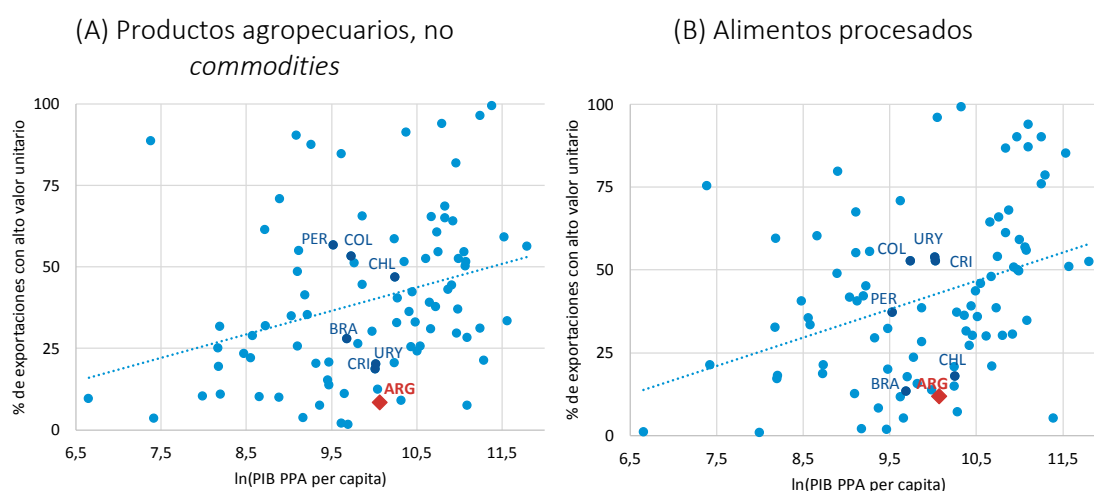 (A) Productos agropecuarios, no
commodities
% de exportaciones con alto valor unitario
100
75
50
25
0
PER
COL
CHL
BRA
URY
CRI
ARG
6,5
7,5
8,5
9,5
10,5
11,5
ln(PIB PPA per capita)
(B) Alimentos procesados
% de exportaciones con alto valor unitario
100
75
50
25
0
COL
URY
CRI
PER
CHL
BRA
ARG
6,5
7,5
8,5
9,5
10,5
11,5
ln(PIB PPA per capita)